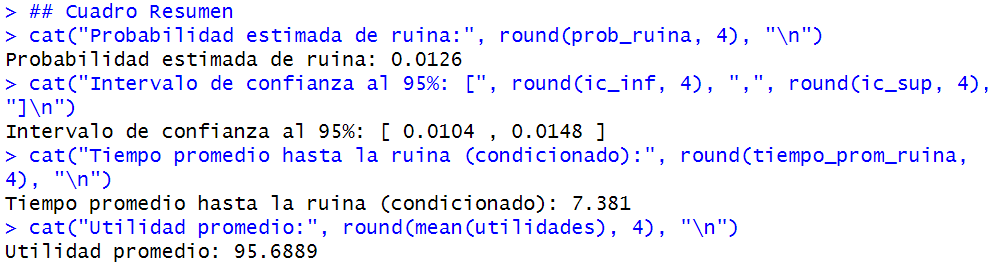 > ## Cuadro Resumen
> cat("Probabilidad estimada de ruina:", round(prob_ruina, 4), "\n")
Probabilidad estimada de ruina: 0.0126
> cat("Intervalo de confianza al 95%: [", round(ic_inf, 4), ",", round(ic_sup, 4),
"]\n")
Intervalo de confianza al 95%: [ 0.0104 , 0.0148 ]
> cat("Tiempo promedio hasta la ruina (condicionado):", round(tiempo_prom_ruina,
4), "\n")
Tiempo promedio hasta la ruina (condicionado): 7.381
> cat("Utilidad promedio:", round(mean(utilidades), 4), "\n")
Utilidad promedio: 95.6889